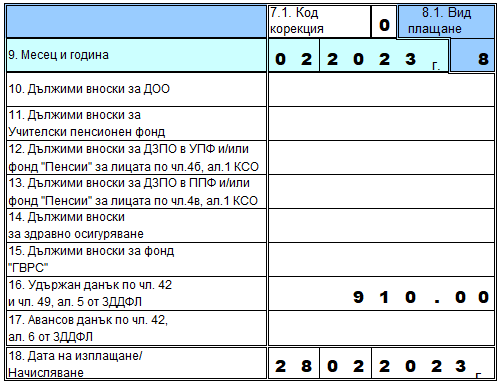 7.1. Код
корекция
0
8.1. Вид
плащане
9. Месец и година
0 2 2 0 2 3 г.
8
10. Дължими вноски за ДОО
11. Дължими вноски за
Учителски пенсионен фонд
12. Дължими вноски за ДЗПО в УПФ и/или
фонд "Пенсии" за лицата по чл.4б, ал.1 КСО
13. Дължими вноски за ДЗПО в ППФ и/или
фонд "Пенсии" за лицата по чл.4в, ал.1 КСО
14. Дължими вноски
за здравно осигуряване
15. Дължими вноски за фонд
"ГВРС"
16. Удържан данък по чл. 42
и чл. 49, ал. 5 от ЗДДФЛ
9 1 0 . 0 0
17. Авансов данък по чл. 42,
ал. 6 от ЗДДФЛ
18. Дата на изплащане/
Начисляване
2 8 0 2 2 0 2 3 г.